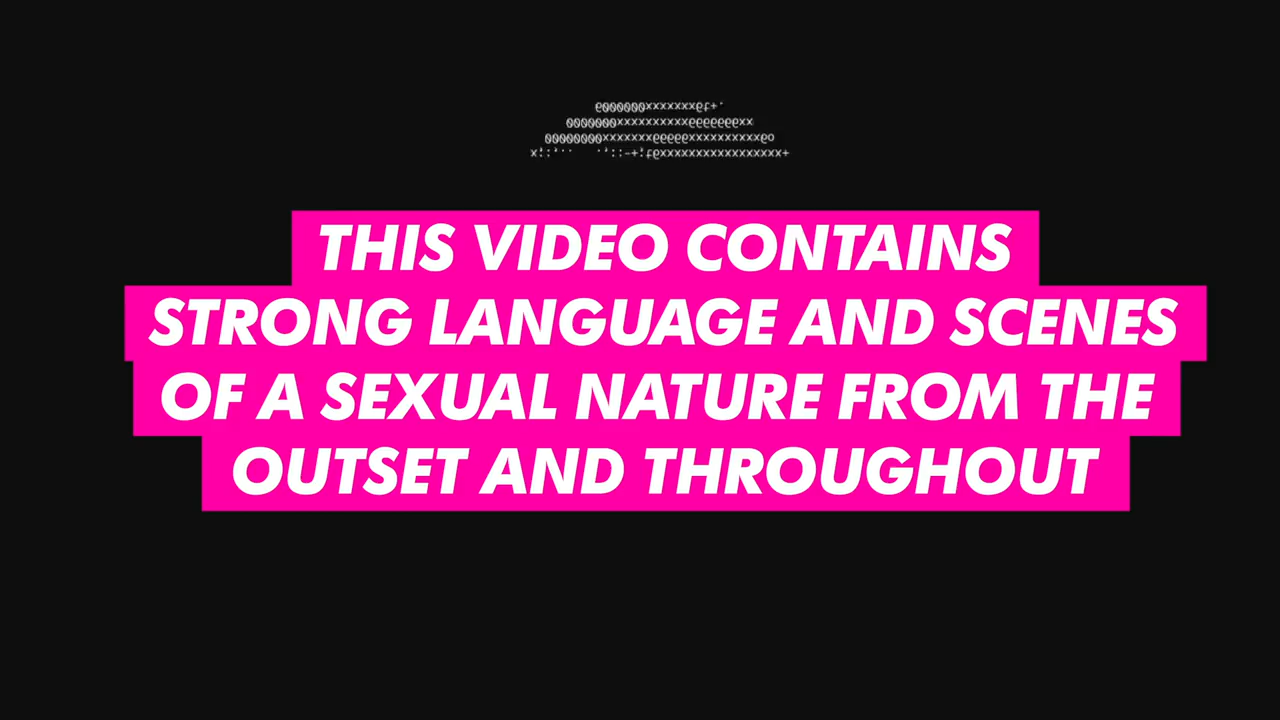 THIS VIDEO CONTAINS
STRONG LANGUAGE AND SCENES
OF A SEXUAL NATURE FROM THE
OUTSET AND THROUGHOUT